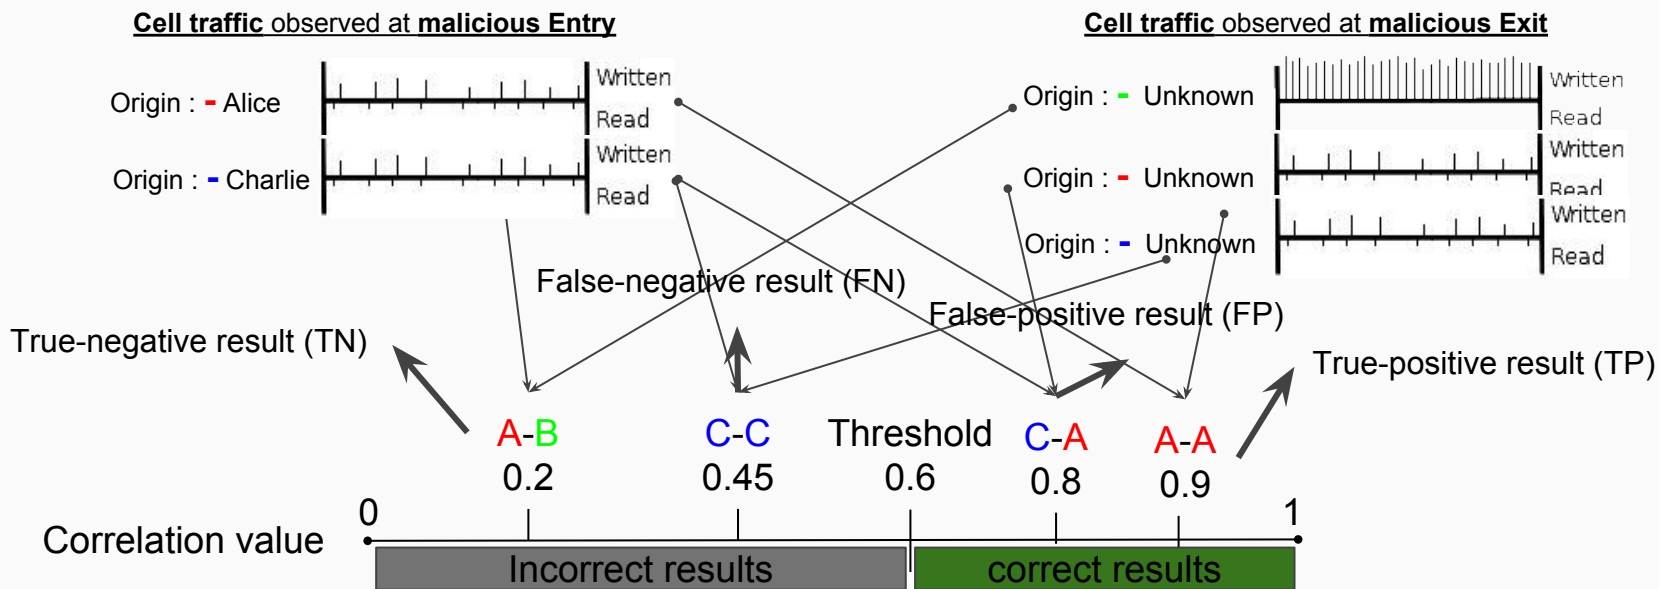 Cell traffic observed at malicious Entry
Cell traffic observed at malicious Exit
Origin : - Alice
Written
Read
Origin : - Charlie
Written
Read
Origin : - Unknown
Written
Read
Origin : - Unknown
Written
Read
Origin : - Unknown
Written
Read
False-negative result (FN)
False-positive result (FP)
True-negative result (TN)
True-positive result (TP)
A-B
C-C
Threshold
C-A
A-A
0.2
0.45
0.6
0.8
0.9
0
1
Correlation value
Incorrect results
correct results